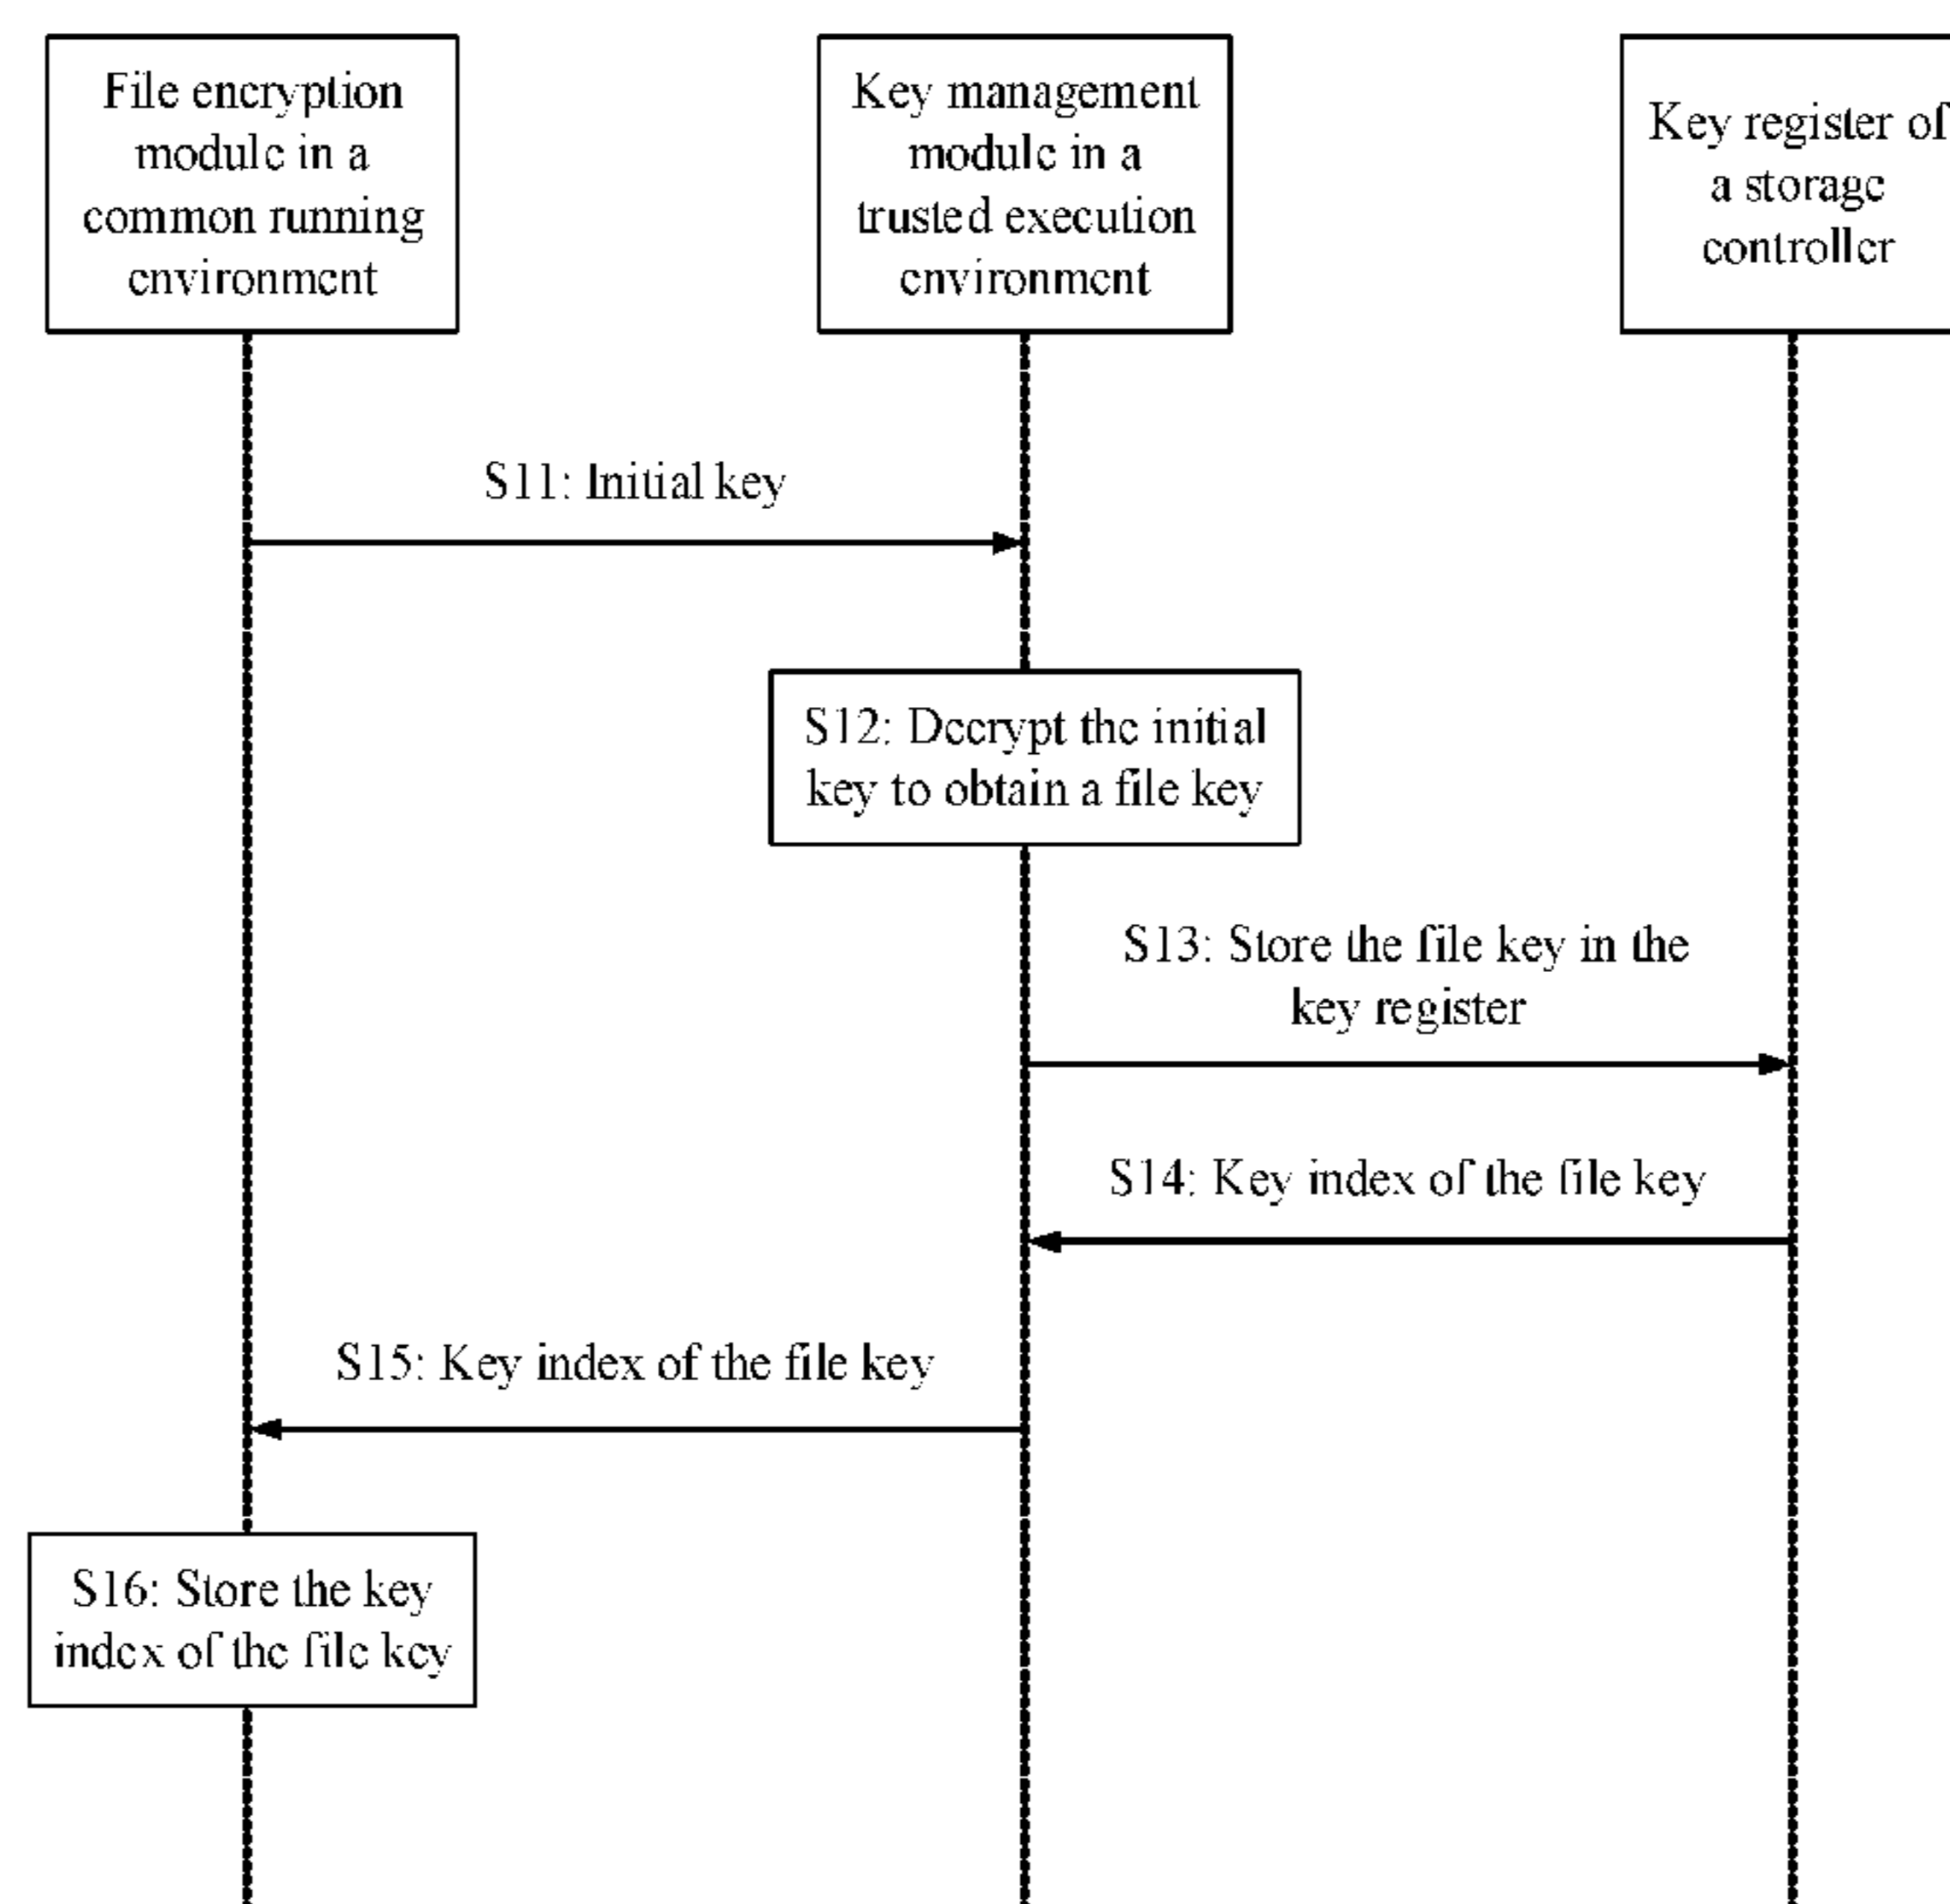 File encryption
module in a
common running
environment
Key management
module in a
trusted execution
environment
Key register of
a storage
controller
S11: Initial key
S12: Decrypt the initial
key to obtain a file key
S13: Store the file key in the
key register
S14: Key index of the file key
S15: Key index of the file key
S16: Store the key
index of the file key